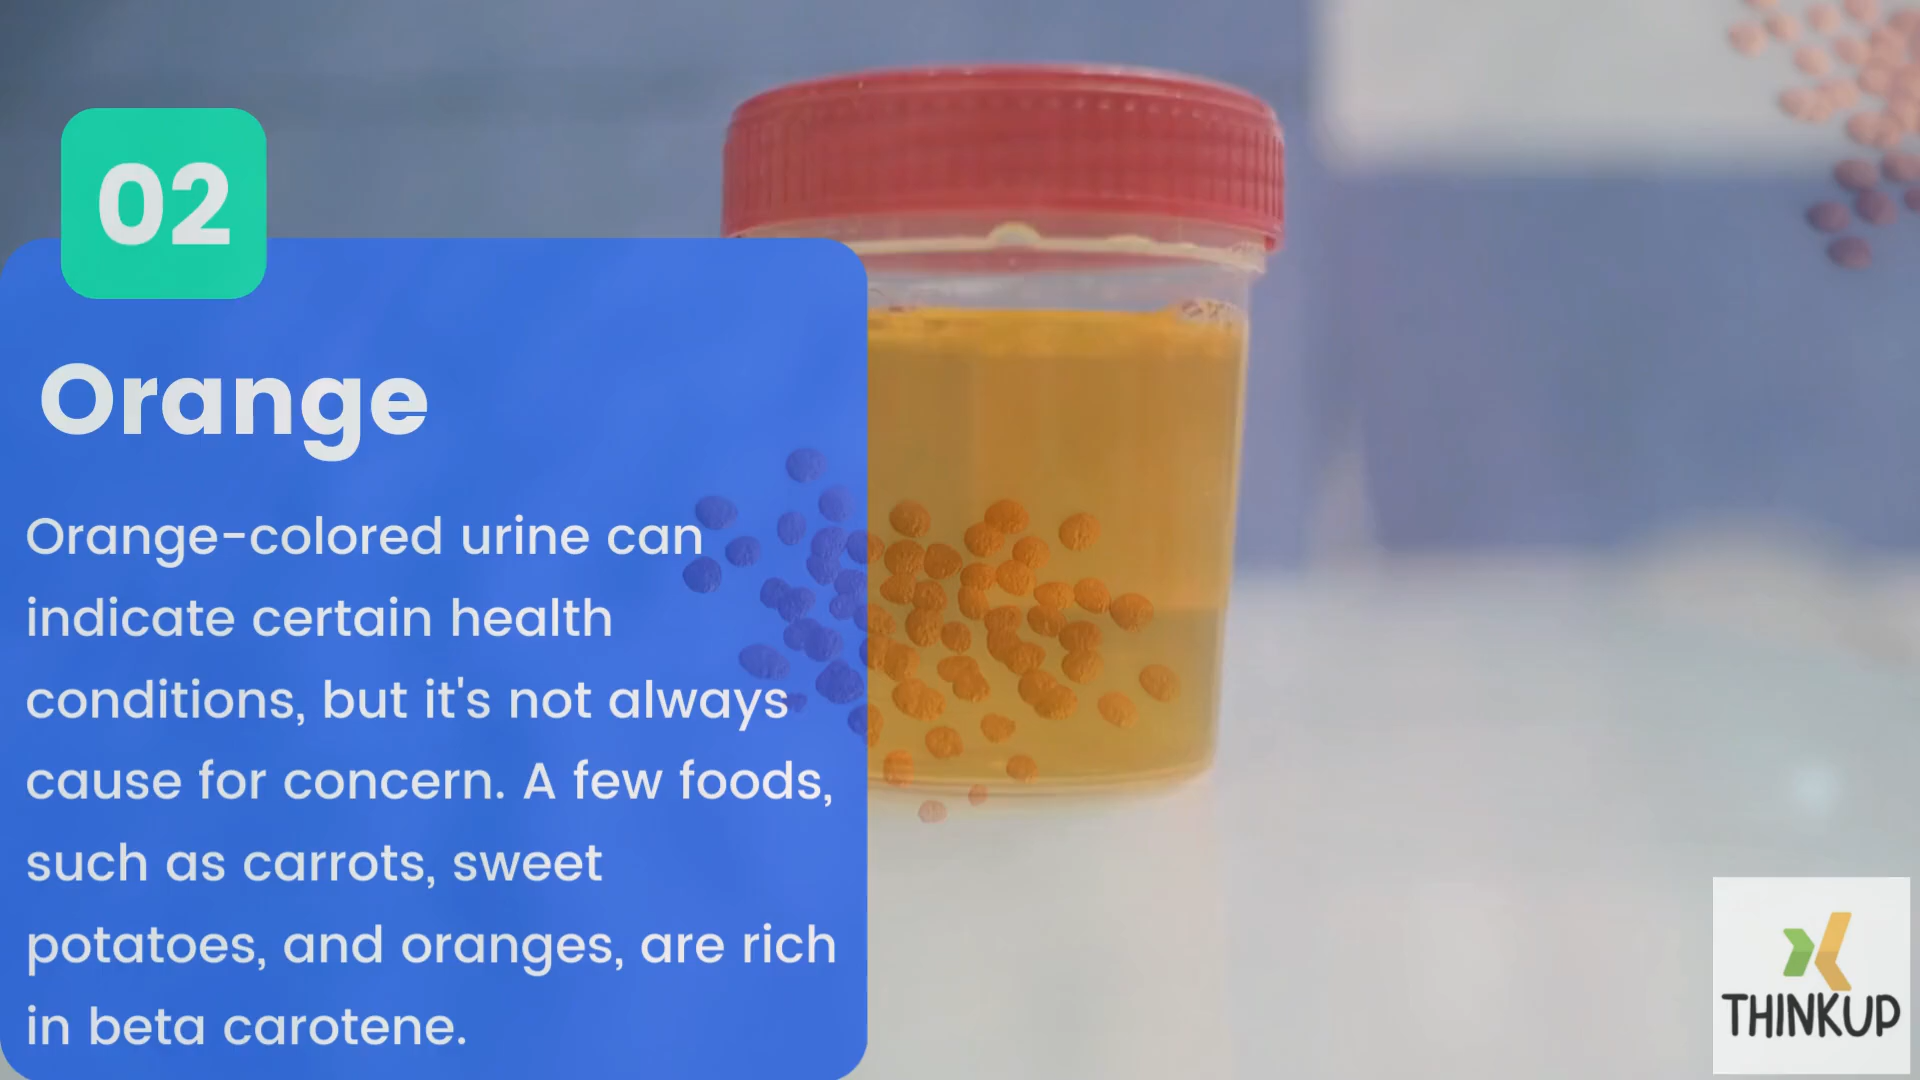 02
Orange
Orange-colored urine can
indicate certain health
conditions, but it's not always
cause for concern. A few foods,
such as carrots, sweet
potatoes, and oranges, are rich
in beta carotene.
THINKUP